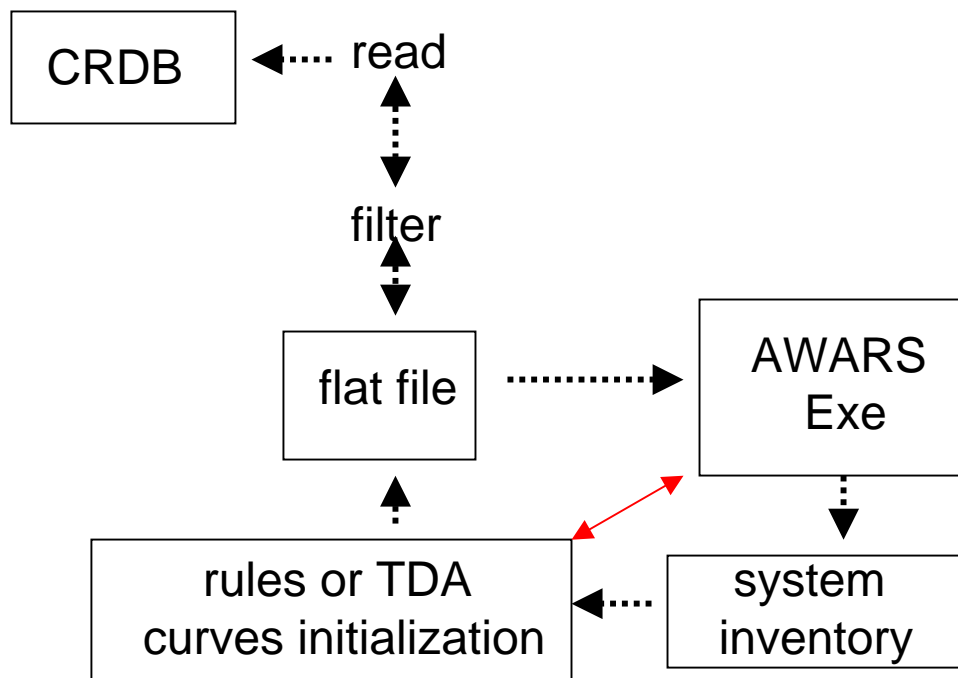 CRDB
read
filter
flat file
AWARS
Exe
rules or TDA
curves initialization
system
inventory